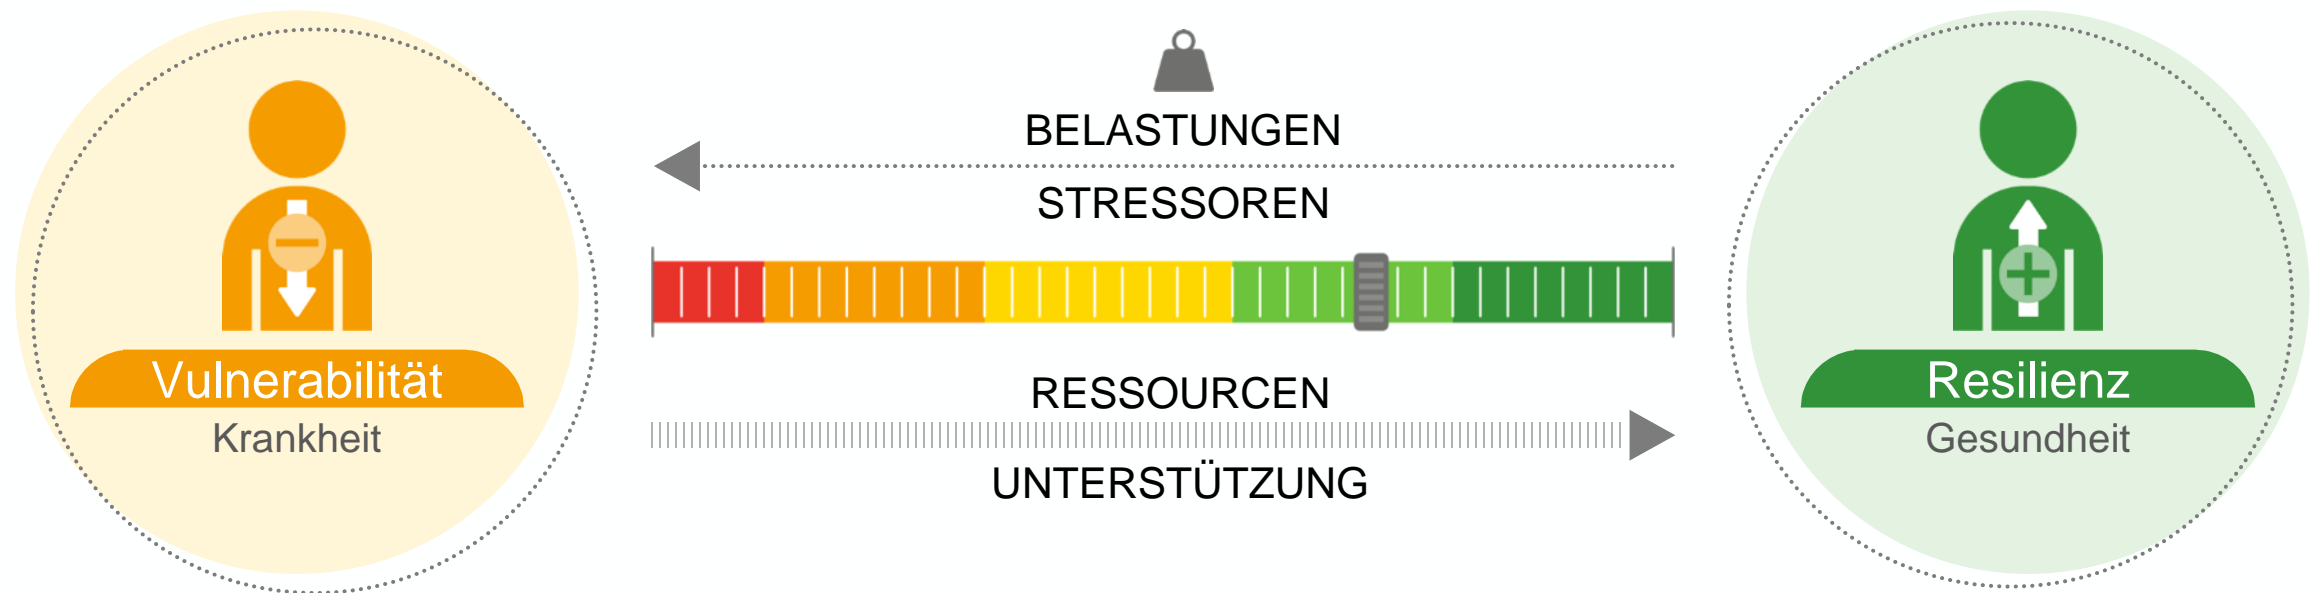 BELASTUNGEN
STRESSOREN
Vulnerabilität
Krankheit
RESSOURCEN
UNTERSTÜTZUNG
Resilienz
Gesundheit